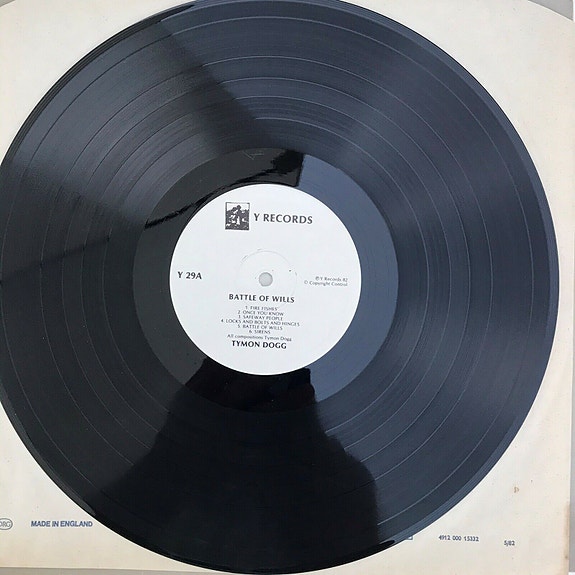 Y RECORDS
Y 29A
℗ Y Records 82
© Copyright Control
BATTLE OF WILLS
1. FIRE FISHES
2. ONCE YOU KNOW
3. SAFEWAY PEOPLE
4. LOCKS AND BOLTS AND HINGES
5. BATTLE OF WILLS
6. SIRENS
All compositions Tymon Dogg
TYMON DOGG
MADE IN ENGLAND
4912 000 15332
5/82